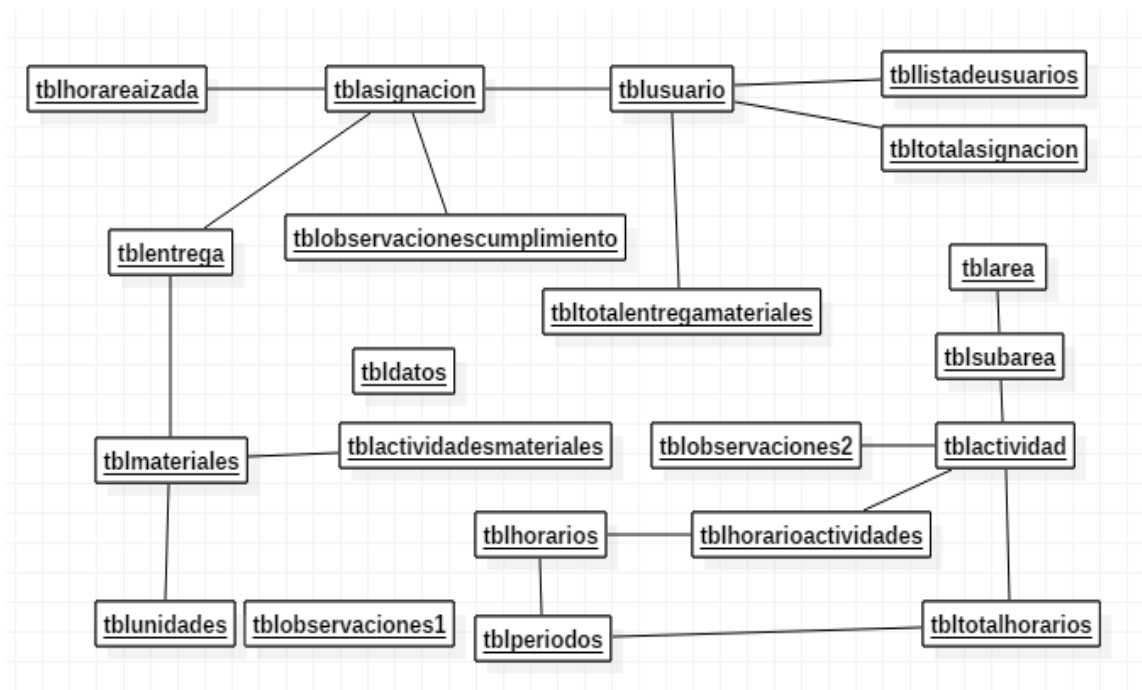 tblhorareaizada
tblasignacion
tblusuario
tbllistadeusuarios
tbltotalasignacion
tblentrega
tblobservacionescumplimiento
tblarea
tbltotalentregamateriales
tblsubarea
tbldatos
tblmateriales
tblactividadesmateriales
tblobservaciones2
tblactividad
tblhorarios
tblhorarioactividades
tblunidades
tblobservaciones1
tblperiodos
tbltotalhorarios